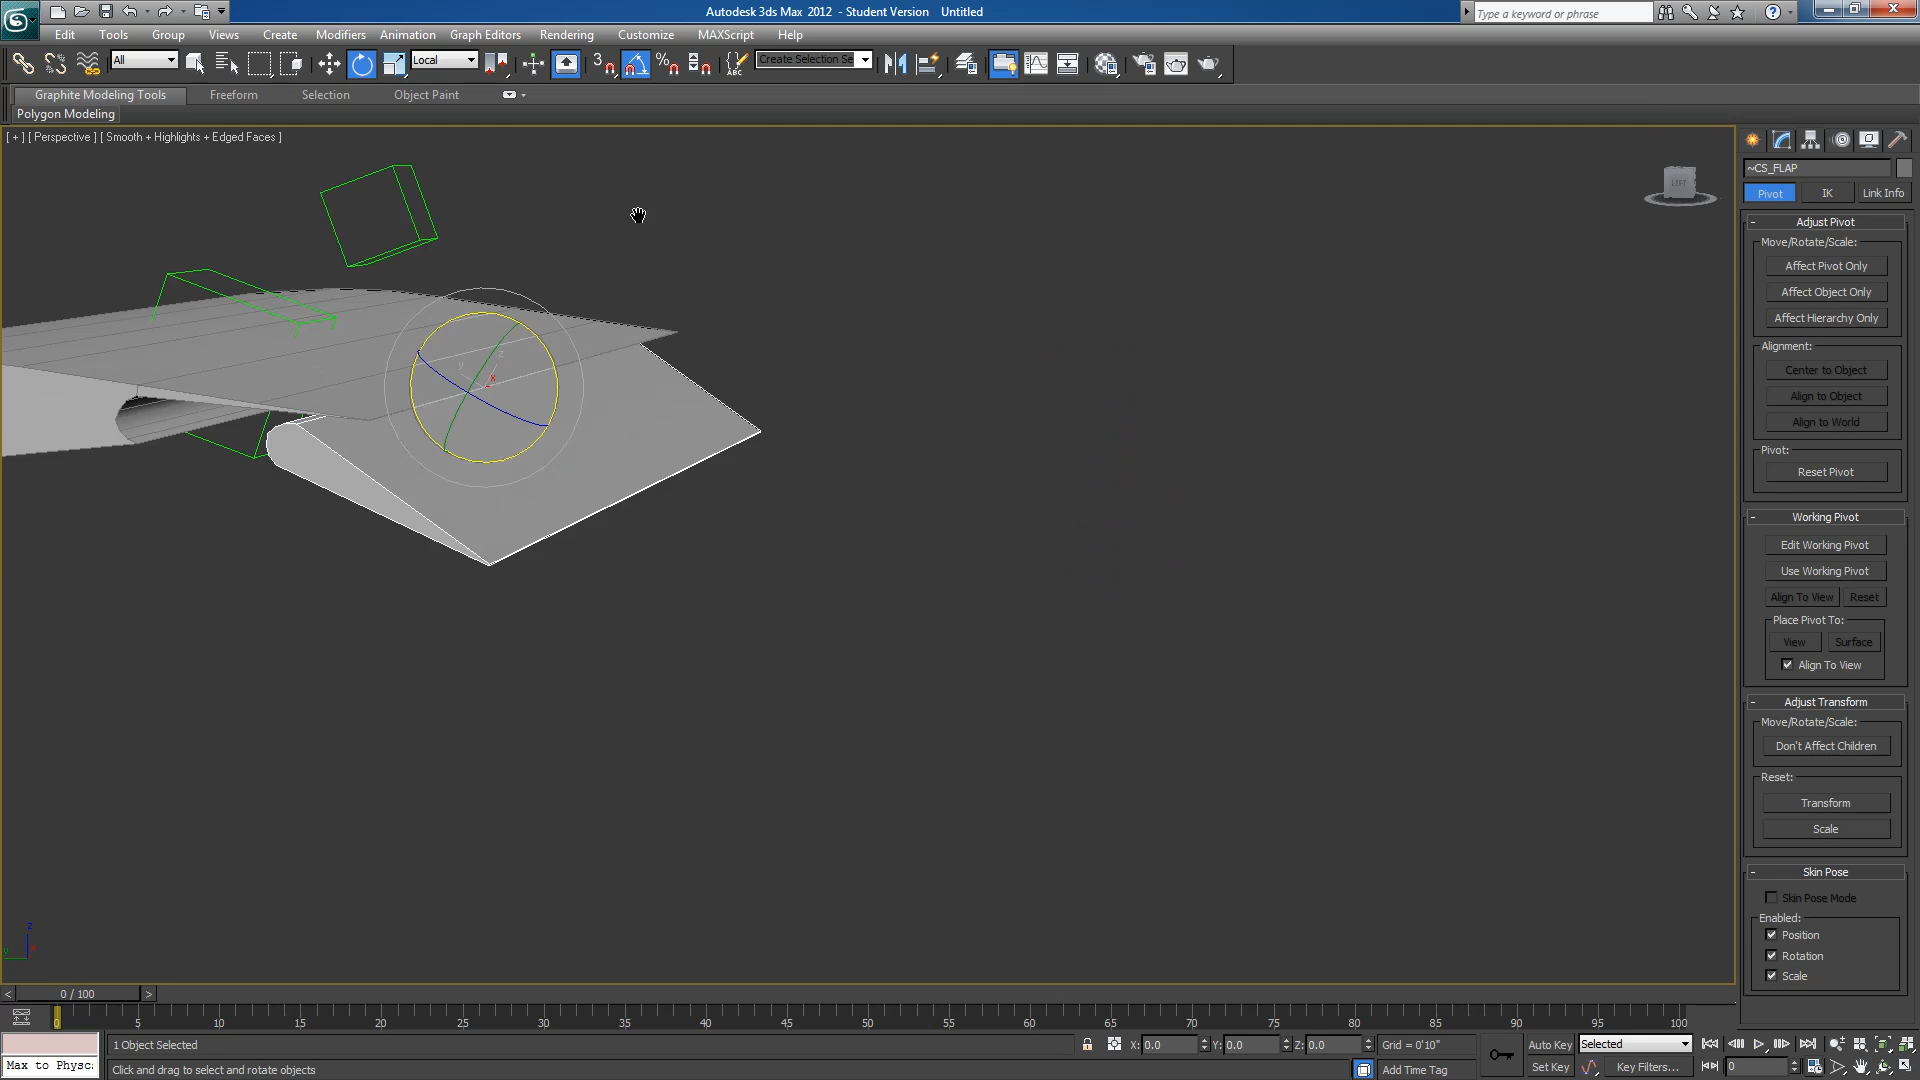 Autodesk 3ds Max 2012 - Student Version Untitled
Type a keyword or phrase
Edit Tools Group Views Create Modifiers Animation Graph Editors Rendering Customize MAXScript Help
All
Local
3
%
ABC
Create Selection Se
Graphite Modeling Tools Freeform Selection Object Paint
Polygon Modeling
[ + ] [ Perspective ] [ Smooth + Highlights + Edged Faces ]
~CS_FLAP
LEFT
Pivot IK Link Info
- Adjust Pivot
Move/Rotate/Scale:
Affect Pivot Only
Affect Object Only
Affect Hierarchy Only
Alignment:
Center to Object
Align to Object
Align to World
Pivot:
Reset Pivot
- Working Pivot
Edit Working Pivot
Use Working Pivot
Align To View Reset
Place Pivot To:
View Surface
Align To View
- Adjust Transform
Move/Rotate/Scale:
Don't Affect Children
Reset:
Transform
Scale
- Skin Pose
Skin Pose Mode
Enabled:
Position
Rotation
Scale
z
y
x
z
y
x
< 0 / 100 >
0 5 10 15 20 25 30 35 40 45 50 55 60 65 70 75 80 85 90 95 100
1 Object Selected
X: 0.0 Y: 0.0 Z: 0.0 Grid = 0'10"
Auto Key Selected
Max to Physc:
Click and drag to select and rotate objects
Add Time Tag
Set Key Key Filters... 0